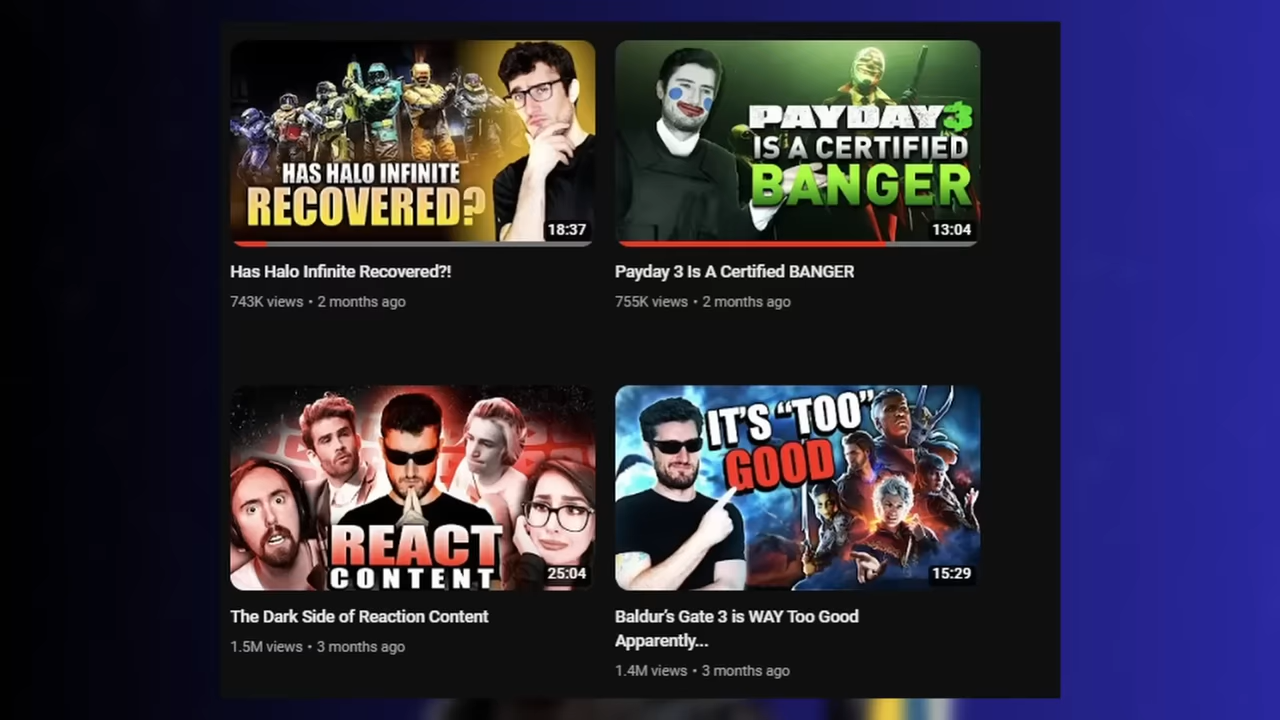 HAS HALO INFINITE
RECOVERED?
18:37
Has Halo Infinite Recovered?!
743K views • 2 months ago
PAYDAY 3
IS A CERTIFIED
BANGER
13:04
Payday 3 Is A Certified BANGER
755K views • 2 months ago
REACT
CONTENT
25:04
The Dark Side of Reaction Content
1.5M views • 3 months ago
IT'S “TOO”
GOOD
15:29
Baldur's Gate 3 is WAY Too Good
Apparently...
1.4M views • 3 months ago